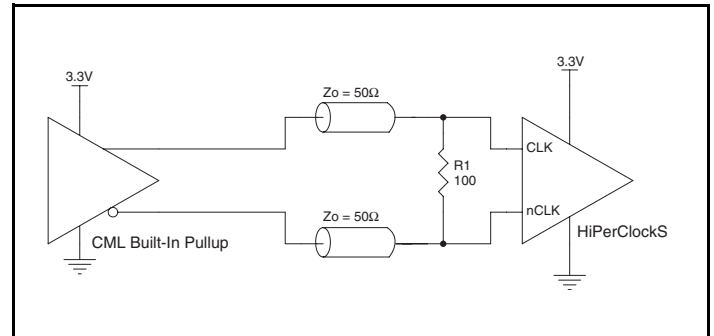 3.3V
3.3V
Zo = 50Ω
CLK
R1
100
Zo = 50Ω
nCLK
CML Built-In Pullup
HiPerClockS